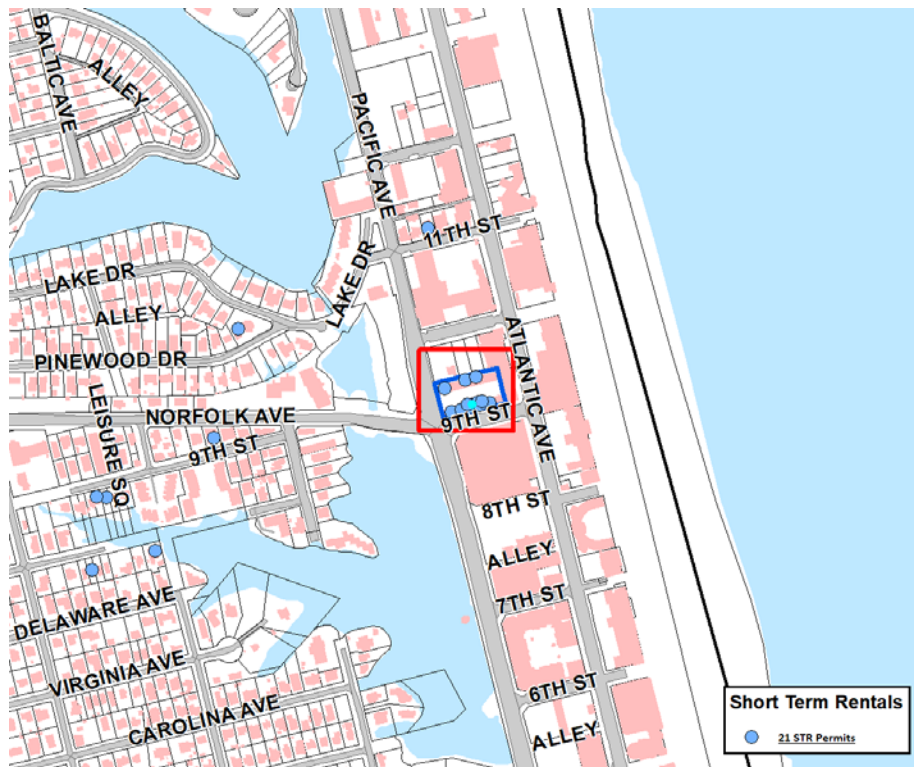 BALTIC AVE
ALLEY
PACIFIC AVE
11TH ST
LAKE DR
LAKE DR
ALLEY
PINEWOOD DR
ATLANTIC AVE
LEISURE SQ
NORFOLK AVE
9TH ST
9TH ST
8TH ST
ALLEY
7TH ST
DELAWARE AVE
VIRGINIA AVE
6TH ST
CAROLINA AVE
ALLEY
Short Term Rentals
21 STR Permits